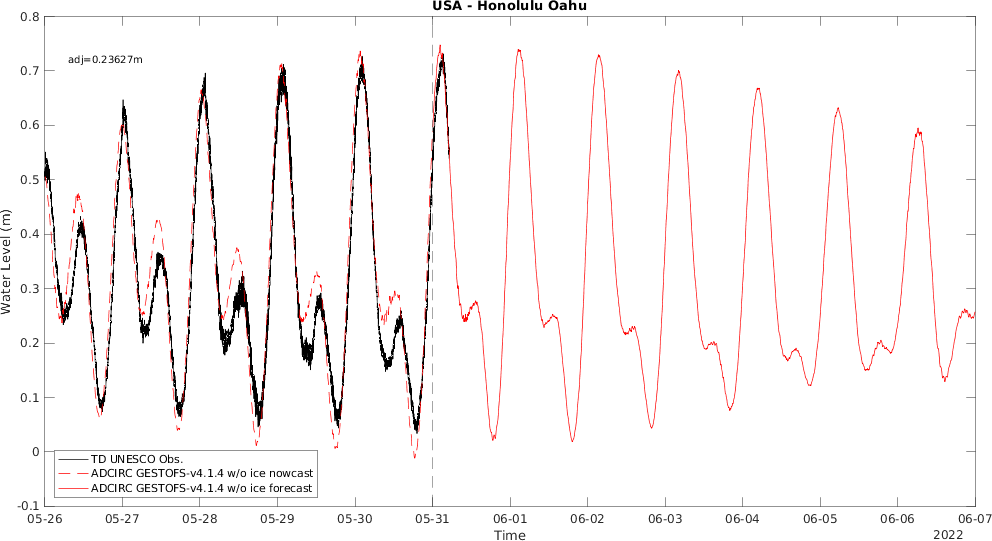 USA - Honolulu Oahu
0.8
adj=0.23627m
0.7
0.6
0.5
0.4
0.3
0.2
0.1
0
-0.1
Water Level (m)
TD UNESCO Obs.
ADCIRC GESTOFS-v4.1.4 w/o ice nowcast
ADCIRC GESTOFS-v4.1.4 w/o ice forecast
05-26 05-27 05-28 05-29 05-30 05-31 06-01 06-02 06-03 06-04 06-05 06-06 06-07
Time
2022